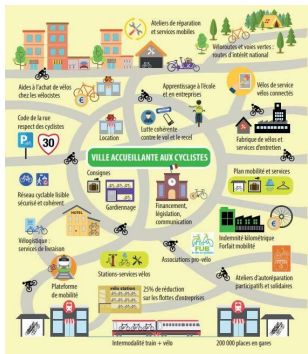 Ateliers de réparation
et services mobiles
Véloroutes et voies vertes :
routes d'intérêt national
Aides à l'achat de vélos
chez les vélocistes
Apprentissage à l'école
et en entreprises
Vélos de service
vélos connectés
Code de la rue
respect des cyclistes
P
30
Location
Lutte cohérente
contre le vol et le recel
Fabrique de vélos et
services d'entretien
VILLE ACCUEILLANTE AUX CYCLISTES
Réseau cyclable lisible
sécurisé et cohérent
Consignes
Gardiennage
Financement,
législation,
communication
Plan mobilité et services
HOTEL
Vélogistique :
services de livraison
FUB
Associations pro-vélo
Indemnité kilométrique
Forfait mobilité
Stations-services vélos
Plateforme
de mobilité
vélo station
25% de réduction
sur les flottes d'entreprises
Ateliers d'autoréparation
participatifs et solidaires
Intermodalité train + vélo
200 000 places en gares